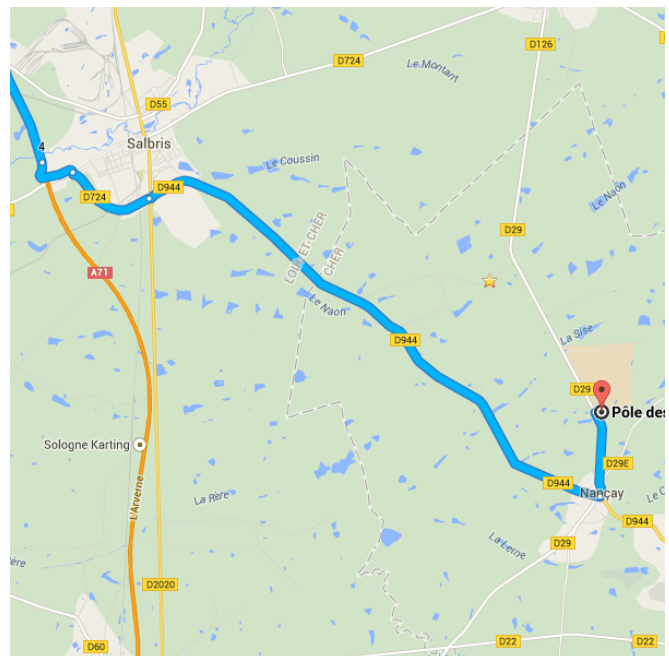 D126
Le Montant
D724
D55
4
Salbris
Le Coussin
D724
D944
Le Naon
D29
LOIR-ET-CHER
CHER
A71
Le Naon
D944
La Sise
D29
Pôle des
Sologne Karting
D29E
D944
Nançay
La Rère
L'Arverne
D944
La Lerne
D29
D2020
D60
D22
D22